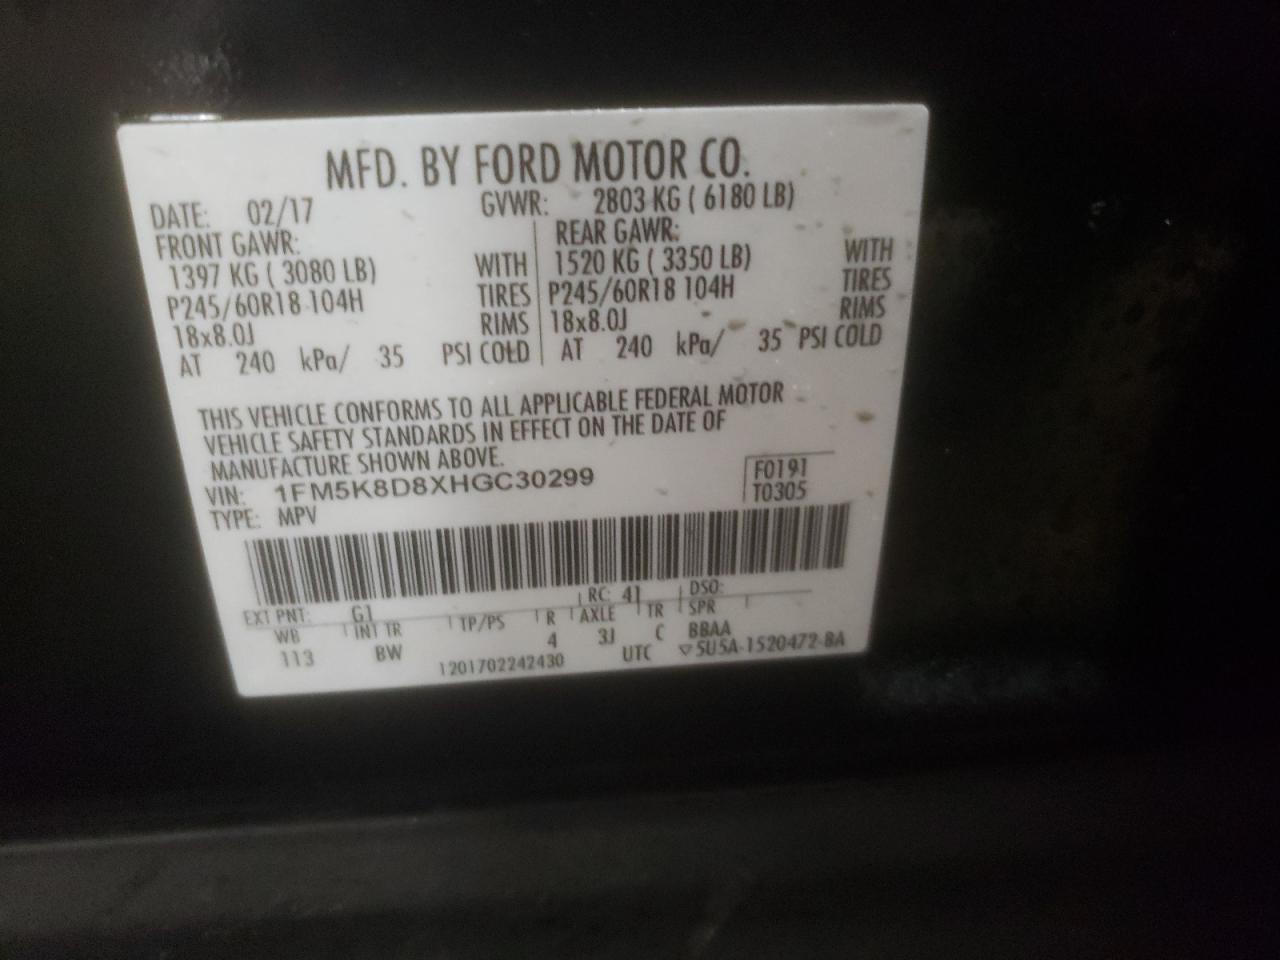 MFD. BY FORD MOTOR CO.
DATE: 02/17 GVWR: 2803 KG ( 6180 LB)
FRONT GAWR: REAR GAWR:
1397 KG ( 3080 LB) WITH 1520 KG ( 3350 LB) WITH
P245/60R18 104H TIRES P245/60R18 104H TIRES
18x8.0J RIMS 18x8.0J RIMS
AT 240 kPa/ 35 PSI COLD AT 240 kPa/ 35 PSI COLD
THIS VEHICLE CONFORMS TO ALL APPLICABLE FEDERAL MOTOR
VEHICLE SAFETY STANDARDS IN EFFECT ON THE DATE OF
MANUFACTURE SHOWN ABOVE.
VIN: 1FM5K8D8XHGC30299 F0191
TYPE: MPV T0305
EXT PNT: G1 RC: 41 DSO:
WB INT TR TP/PS R AXLE TR SPR
113 BW 4 3J C BBAA
1201702242430 UTC ▽5U5A-1520472-BA